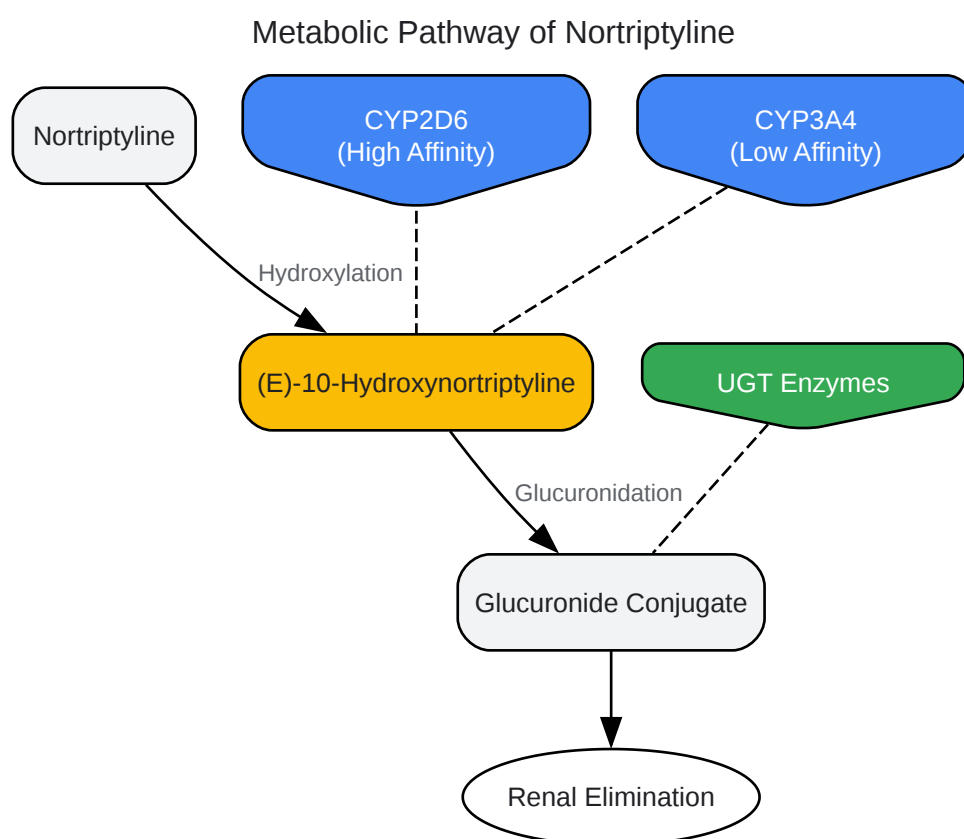 Metabolic Pathway of Nortriptyline
Nortriptyline
CYP2D6
(High Affinity)
CYP3A4
(Low Affinity)
Hydroxylation
(E)-10-Hydroxynortriptyline
UGT Enzymes
Glucuronidation
Glucuronide Conjugate
Renal Elimination